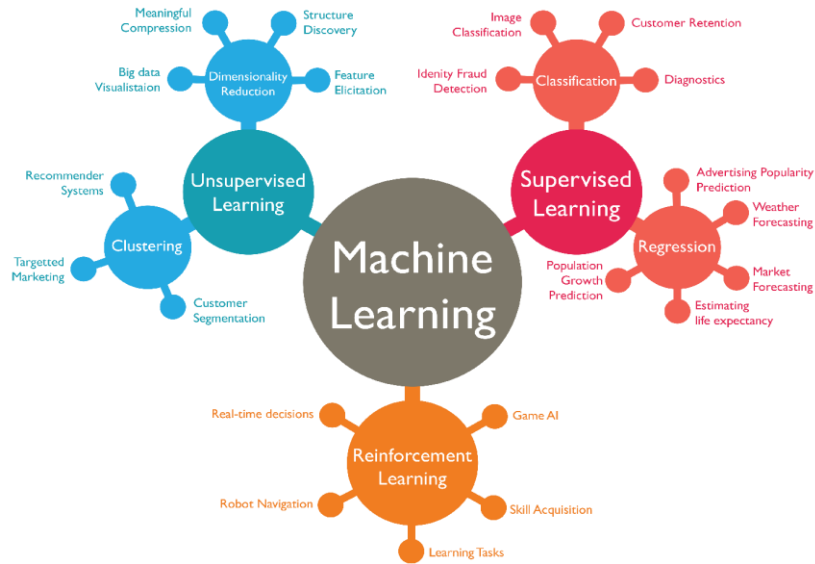 Meaningful
Compression
Structure
Discovery
Big data
Visualistaion
Dimensionality
Reduction
Feature
Elicitation
Image
Classification
Customer Retention
Idenity Fraud
Detection
Classification
Diagnostics
Recommender
Systems
Unsupervised
Learning
Clustering
Targetted
Marketing
Customer
Segmentation
Supervised
Learning
Advertising Popularity
Prediction
Weather
Forecasting
Regression
Population
Growth
Prediction
Market
Forecasting
Estimating
life expectancy
Machine
Learning
Real-time decisions
Game AI
Reinforcement
Learning
Robot Navigation
Skill Acquisition
Learning Tasks